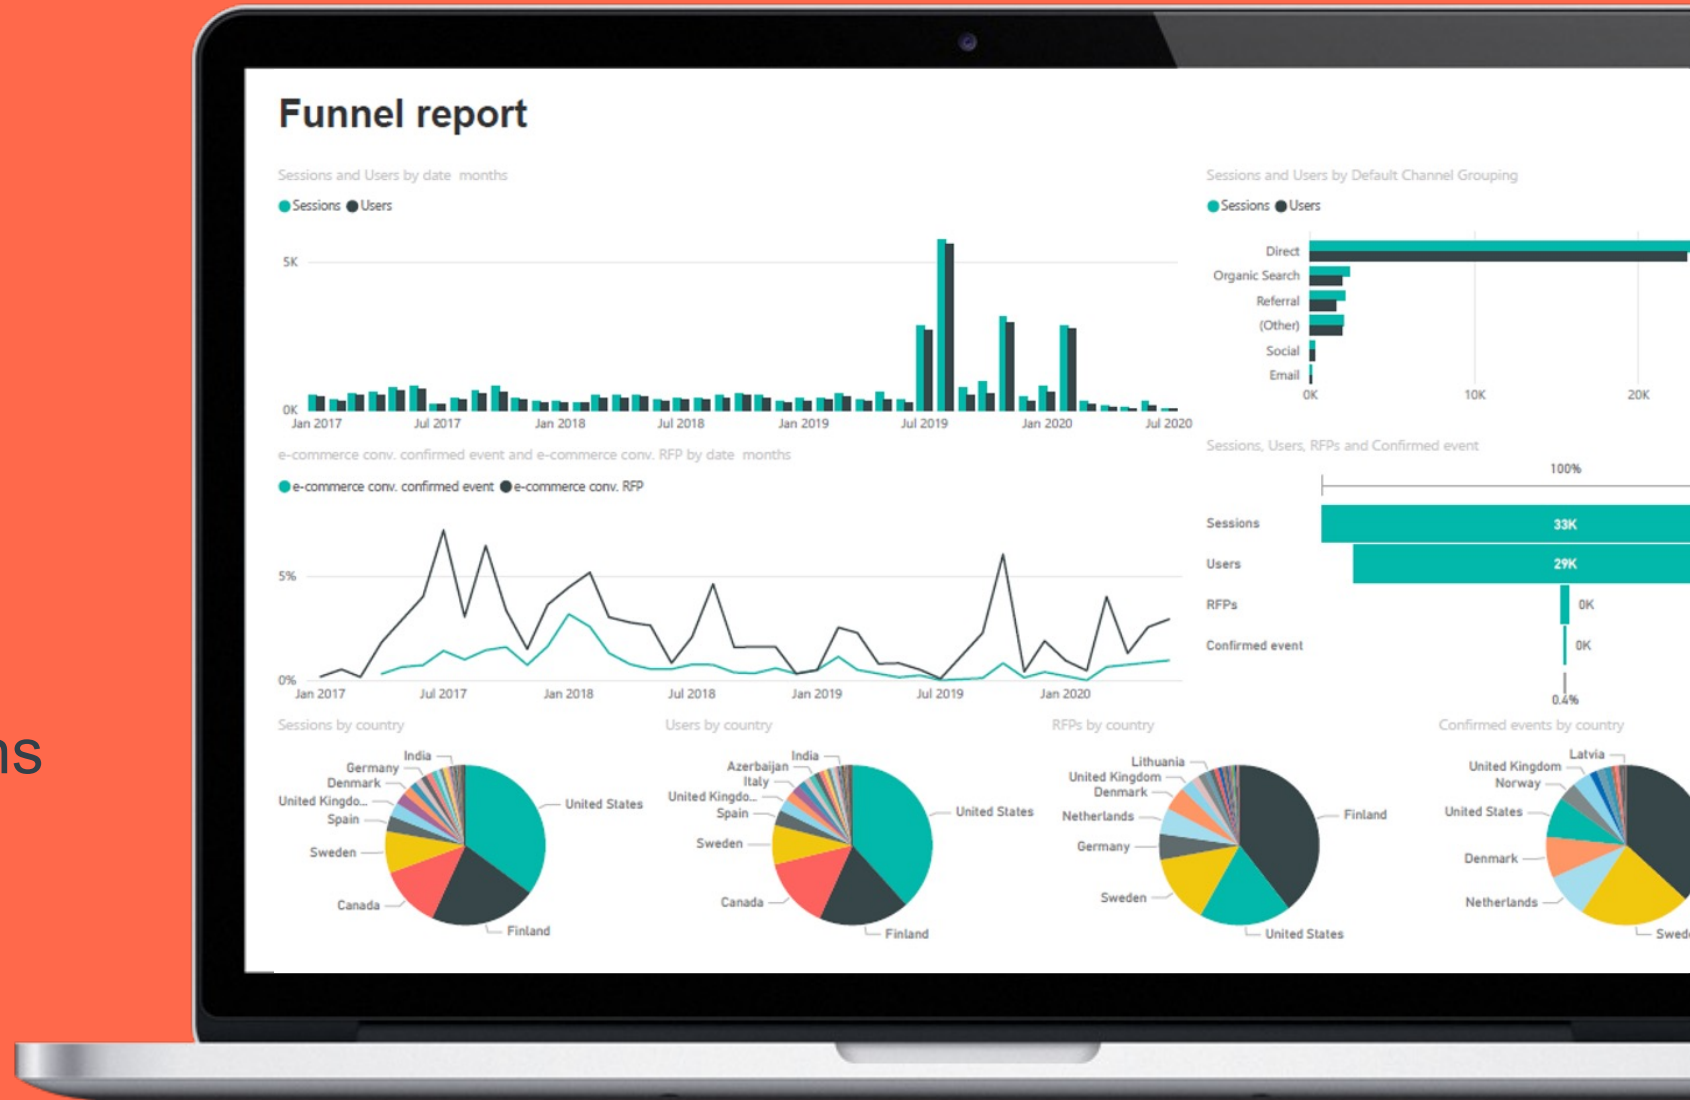 Funnel report
Sessions and Users by date months
Sessions Users
5K
0K
Jan 2017 Jul 2017 Jan 2018 Jul 2018 Jan 2019 Jul 2019 Jan 2020 Jul 2020
e-commerce conv. confirmed event and e-commerce conv. RFP by date months
e-commerce conv. confirmed event e-commerce conv. RFP
5%
0%
Jan 2017 Jul 2017 Jan 2018 Jul 2018 Jan 2019 Jul 2019 Jan 2020
Sessions and Users by Default Channel Grouping
Sessions Users
Direct
Organic Search
Referral
(Other)
Social
Email
0K 10K 20K
Sessions, Users, RFPs and Confirmed event
100%
Sessions 33K
Users 29K
RFPs 0K
Confirmed event 0K
0.4%
Sessions by country
India
Germany
Denmark
United Kingdo...
Spain
Sweden
Canada
Finland
United States
Users by country
India
Azerbaijan
Italy
United Kingdo...
Spain
Sweden
Canada
Finland
United States
RFPs by country
Lithuania
United Kingdom
Denmark
Netherlands
Germany
Sweden
United States
Finland
Confirmed events by country
Latvia
United Kingdom
Norway
United States
Denmark
Netherlands
Swed
ns